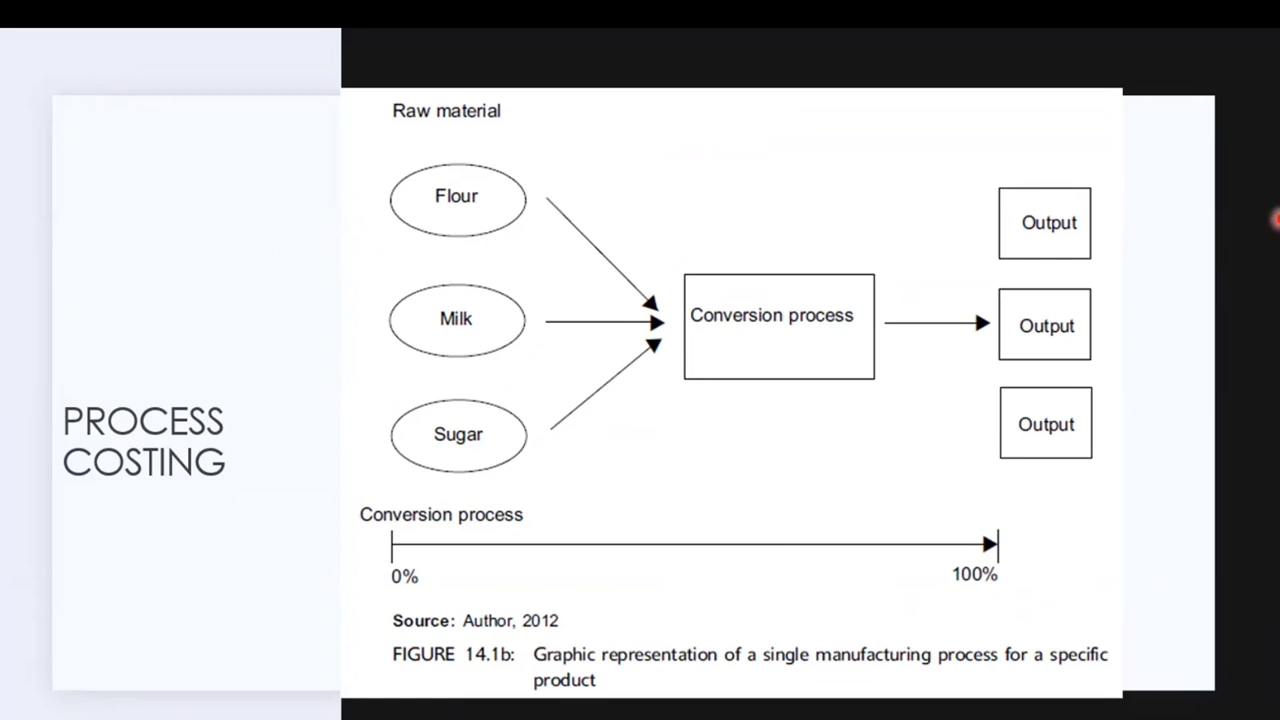 PROCESS
COSTING
Raw material
Flour
Milk
Sugar
Conversion process
Output
Output
Output
Conversion process
0%
100%
Source: Author, 2012
FIGURE 14.1b: Graphic representation of a single manufacturing process for a specific
product